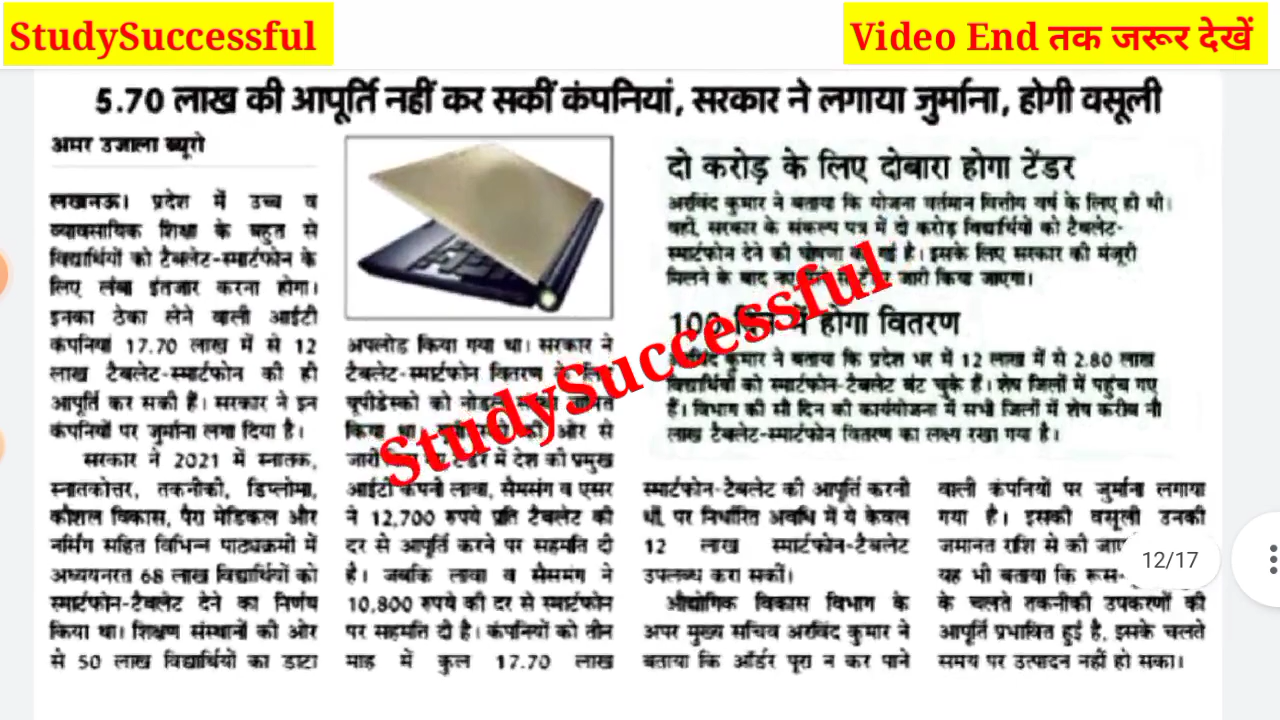 StudySuccessful
Video End तक जरूर देखें
5.70 लाख की आपूर्ति नहीं कर सकीं कंपनियां, सरकार ने लगाया जुर्माना, होगी वसूली
अमर उजाला ब्यूरो
लखनऊ। प्रदेश में उच्च व
व्यावसायिक शिक्षा के बहुत से
विद्यार्थियों को टैबलेट-स्मार्टफोन के
लिए लंबा इंतजार करना होगा।
इनका ठेका लेने वाली आईटी
कंपनियां 17.70 लाख में से 12
लाख टैबलेट-स्मार्टफोन की ही
आपूर्ति कर सकी हैं। सरकार ने इन
कंपनियों पर जुर्माना लगा दिया है।
सरकार ने 2021 में स्नातक,
स्नातकोत्तर, तकनीकी, डिप्लोमा,
कौशल विकास, पैरा मेडिकल और
नर्सिंग सहित विभिन्न पाठ्यक्रमों में
अध्ययनरत 68 लाख विद्यार्थियों को
स्मार्टफोन-टैबलेट देने का निर्णय
किया था। शिक्षण संस्थानों की ओर
से 50 लाख विद्यार्थियों का डाटा
अपलोड किया गया था। सरकार ने
टैबलेट-स्मार्टफोन वितरण के
यूपीडेस्को को नोडल
किया था। की ओर से
जारी टेंडर में देश की प्रमुख
आईटी कंपनी लावा, सैमसंग व एसर
ने 12,700 रुपये प्रति टैबलेट की
दर से आपूर्ति करने पर सहमति दी
है। जबकि लावा व सैमसंग ने
10,800 रुपये की दर से स्मार्टफोन
पर सहमति दी है। कंपनियों को तीन
माह में कुल 17.70 लाख
दो करोड़ के लिए दोबारा होगा टेंडर
अरविंद कुमार ने बताया कि योजना वर्तमान वित्तीय वर्ष के लिए ही थी।
वहीं, सरकार के संकल्प पत्र में दो करोड़ विद्यार्थियों को टैबलेट-
स्मार्टफोन देने की घोषणा की गई है। इसके लिए सरकार की मंजूरी
मिलने के बाद जारी किया जाएगा।
100 दिन में होगा वितरण
अरविंद कुमार ने बताया कि प्रदेश भर में 12 लाख में से 2.80 लाख
विद्यार्थियों को स्मार्टफोन-टैबलेट बंट चुके हैं। शेष जिलों में पहुंच गए
हैं। विभाग की सौ दिन की कार्ययोजना में सभी जिलों में शेष करीब नौ
लाख टैबलेट-स्मार्टफोन वितरण का लक्ष्य रखा गया है।
स्मार्टफोन-टैबलेट की आपूर्ति करनी
थी, पर निर्धारित अवधि में ये केवल
12 लाख स्मार्टफोन-टैबलेट
उपलब्ध करा सकीं।
औद्योगिक विकास विभाग के
अपर मुख्य सचिव अरविंद कुमार ने
बताया कि ऑर्डर पूरा न कर पाने
वाली कंपनियों पर जुर्माना लगाया
गया है। इसकी वसूली उनकी
जमानत राशि से की
यह भी बताया कि रूस-
के चलते तकनीकी उपकरणों की
आपूर्ति प्रभावित हुई है, इसके चलते
समय पर उत्पादन नहीं हो सका।
StudySuccessful
12/17